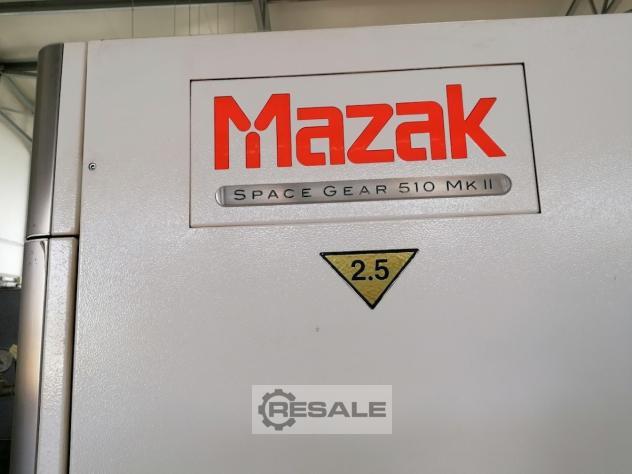 Mazak
SPACE GEAR 510 MK II
2.5
RESALE